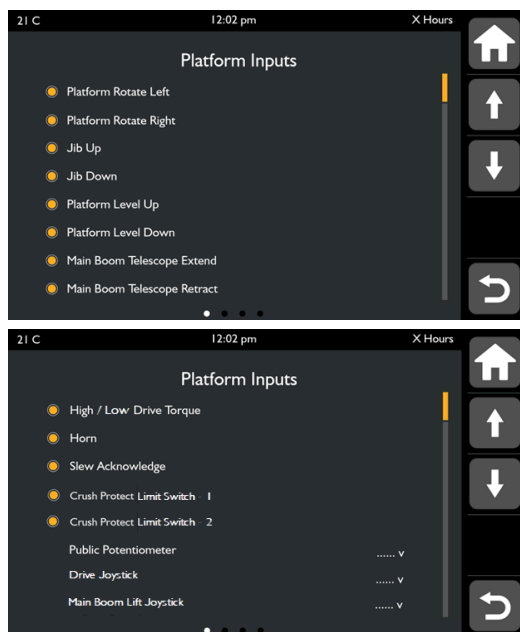 21 C 12:02 pm X Hours
Platform Inputs
Platform Rotate Left
Platform Rotate Right
Jib Up
Jib Down
Platform Level Up
Platform Level Down
Main Boom Telescope Extend
Main Boom Telescope Retract
21 C 12:02 pm X Hours
Platform Inputs
High / Low Drive Torque
Horn
Slew Acknowledge
Crush Protect Limit Switch - 1
Crush Protect Limit Switch - 2
Public Potentiometer ...... v
Drive Joystick ...... v
Main Boom Lift Joystick ...... v